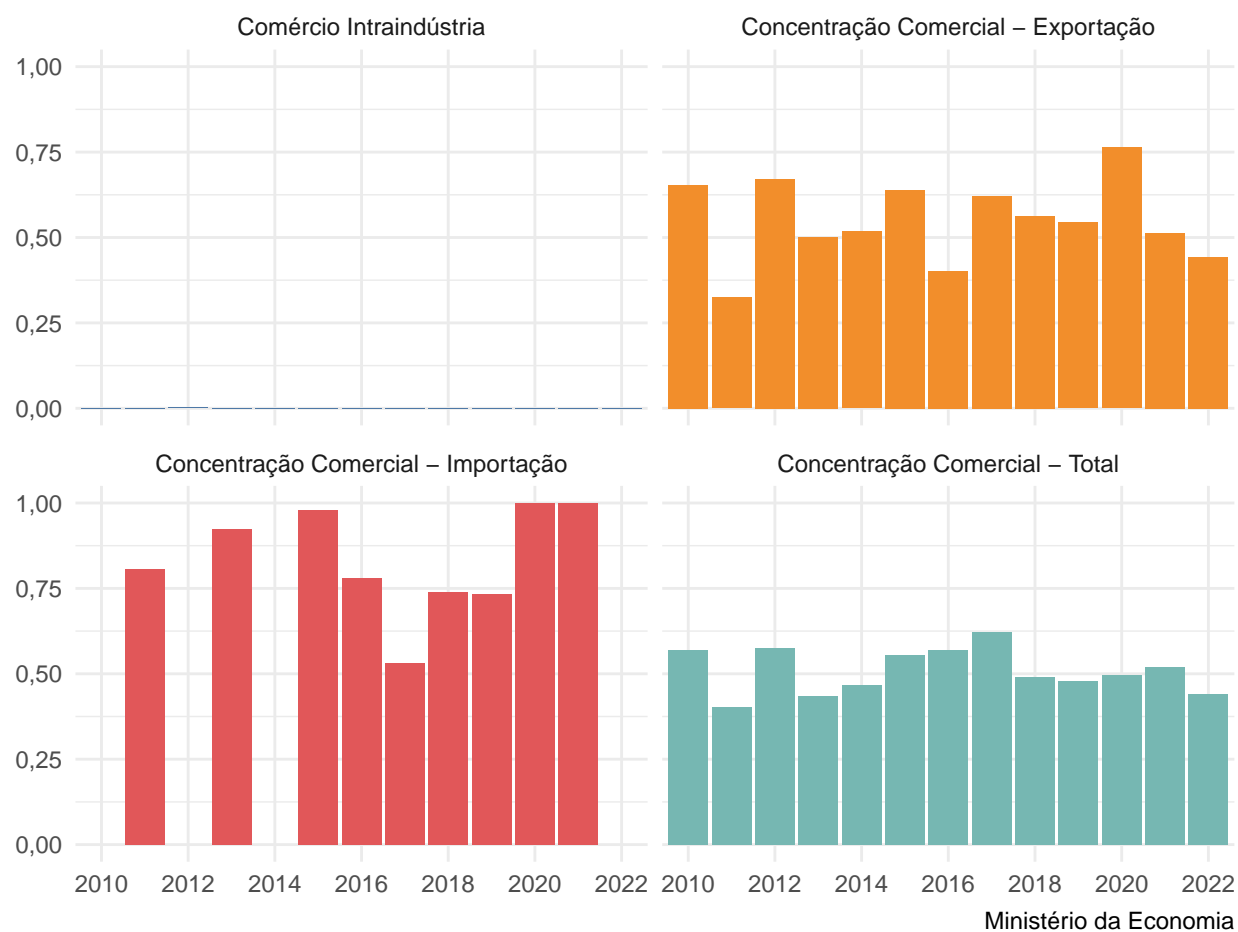 Comércio Intraindústria
Concentração Comercial – Exportação
1,00
0,75
0,50
0,25
0,00
Concentração Comercial – Importação
Concentração Comercial – Total
1,00
0,75
0,50
0,25
0,00
2010 2012 2014 2016 2018 2020 2022
2010 2012 2014 2016 2018 2020 2022
Ministério da Economia